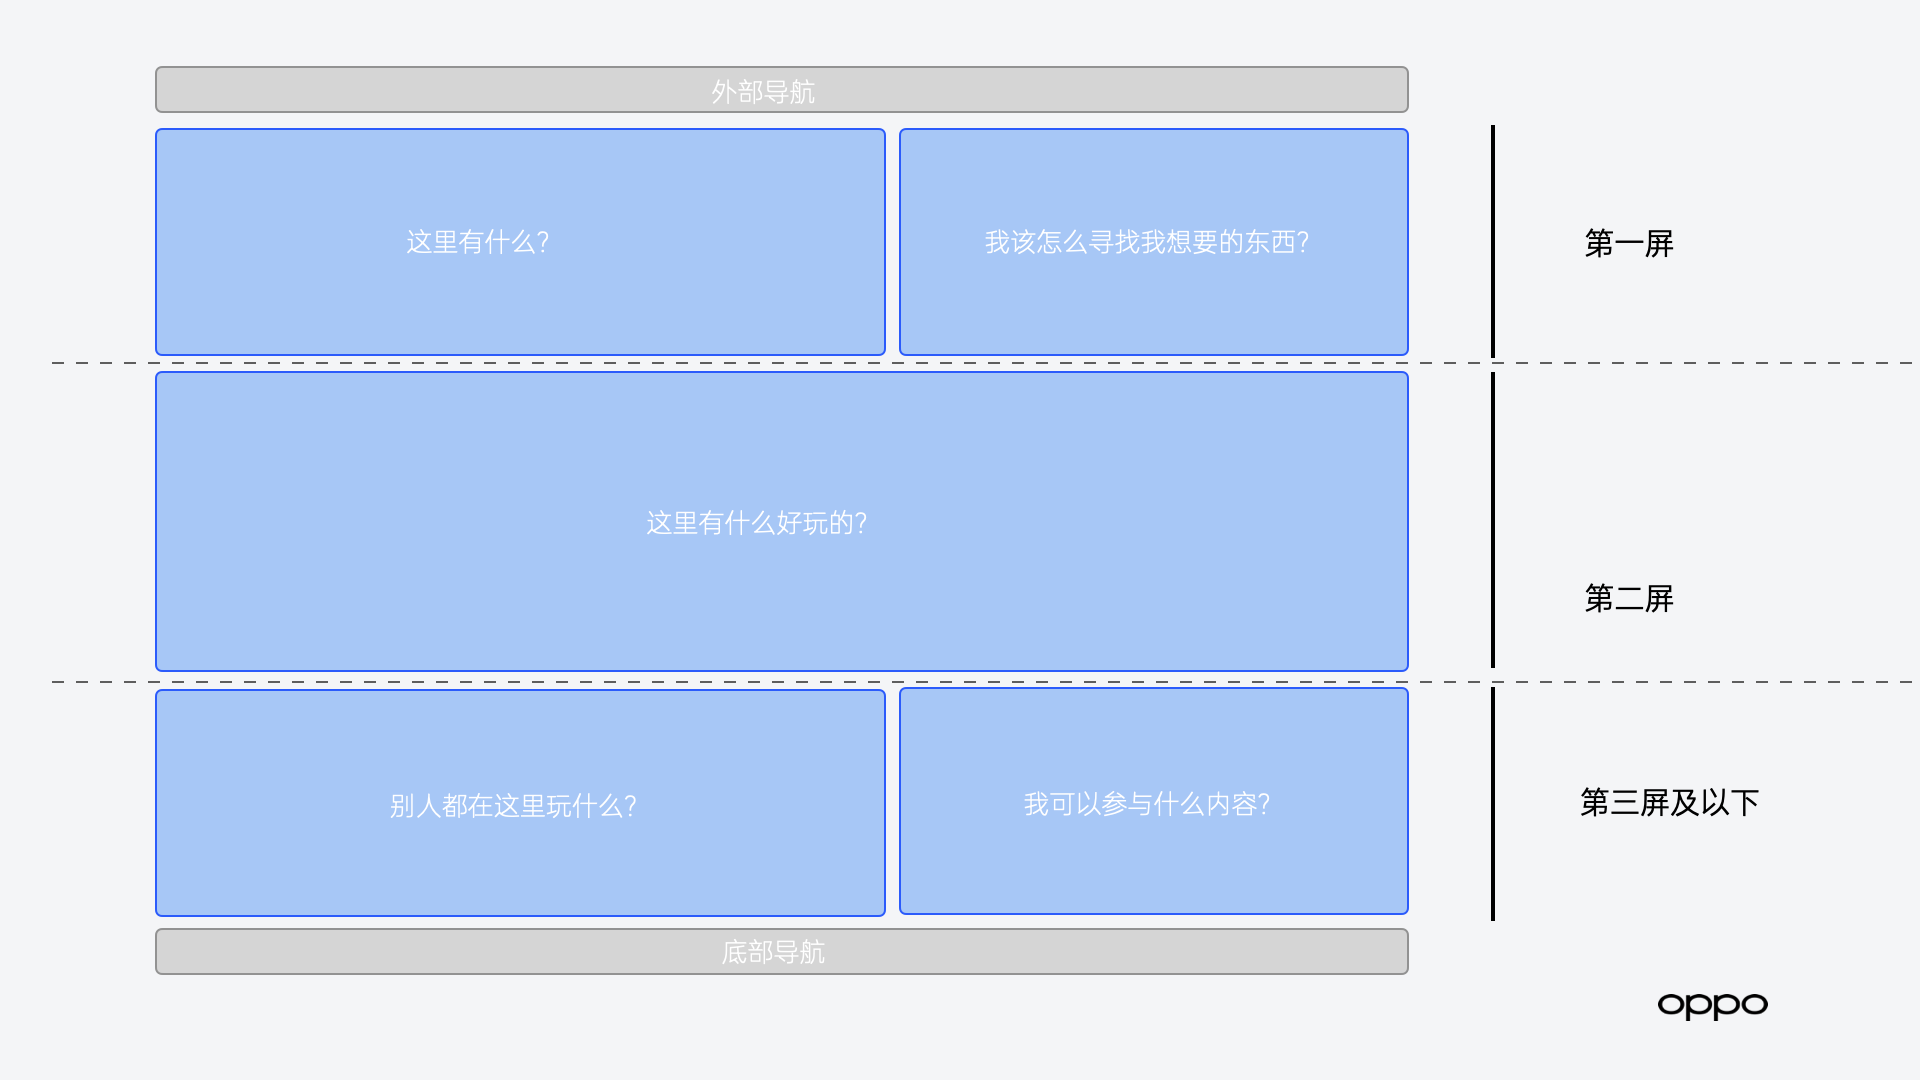 外部导航
这里有什么？
我该怎么寻找我想要的东西？
第一屏
这里有什么好玩的？
第二屏
别人都在这里玩什么？
我可以参与什么内容？
第三屏及以下
底部导航
oppo